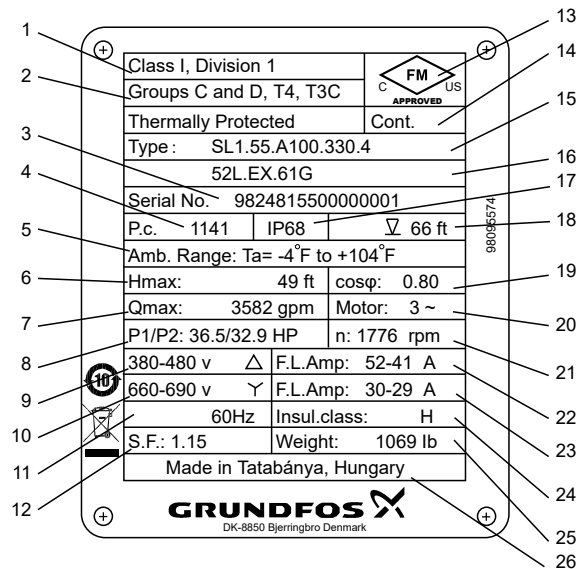 1
2
3
4
5
6
7
8
9
10
11
12
Class I, Division 1
Groups C and D, T4, T3C
FM
C US
APPROVED
Thermally Protected Cont.
Type : SL1.55.A100.330.4
52L.EX.61G
Serial No. 9824815500000001
P.c. 1141 IP68 66 ft
Amb. Range: Ta= -4°F to +104°F
Hmax: 49 ft cosφ: 0.80
Qmax: 3582 gpm Motor: 3 ~
P1/P2: 36.5/32.9 HP n: 1776 rpm
380-480 v △ F.L.Amp: 52-41 A
660-690 v Y F.L.Amp: 30-29 A
60Hz Insul.class: H
S.F.: 1.15 Weight: 1069 lb
Made in Tatabánya, Hungary
98095574
10
GRUNDFOS
DK-8850 Bjerringbro Denmark
13
14
15
16
17
18
19
20
21
22
23
24
25
26